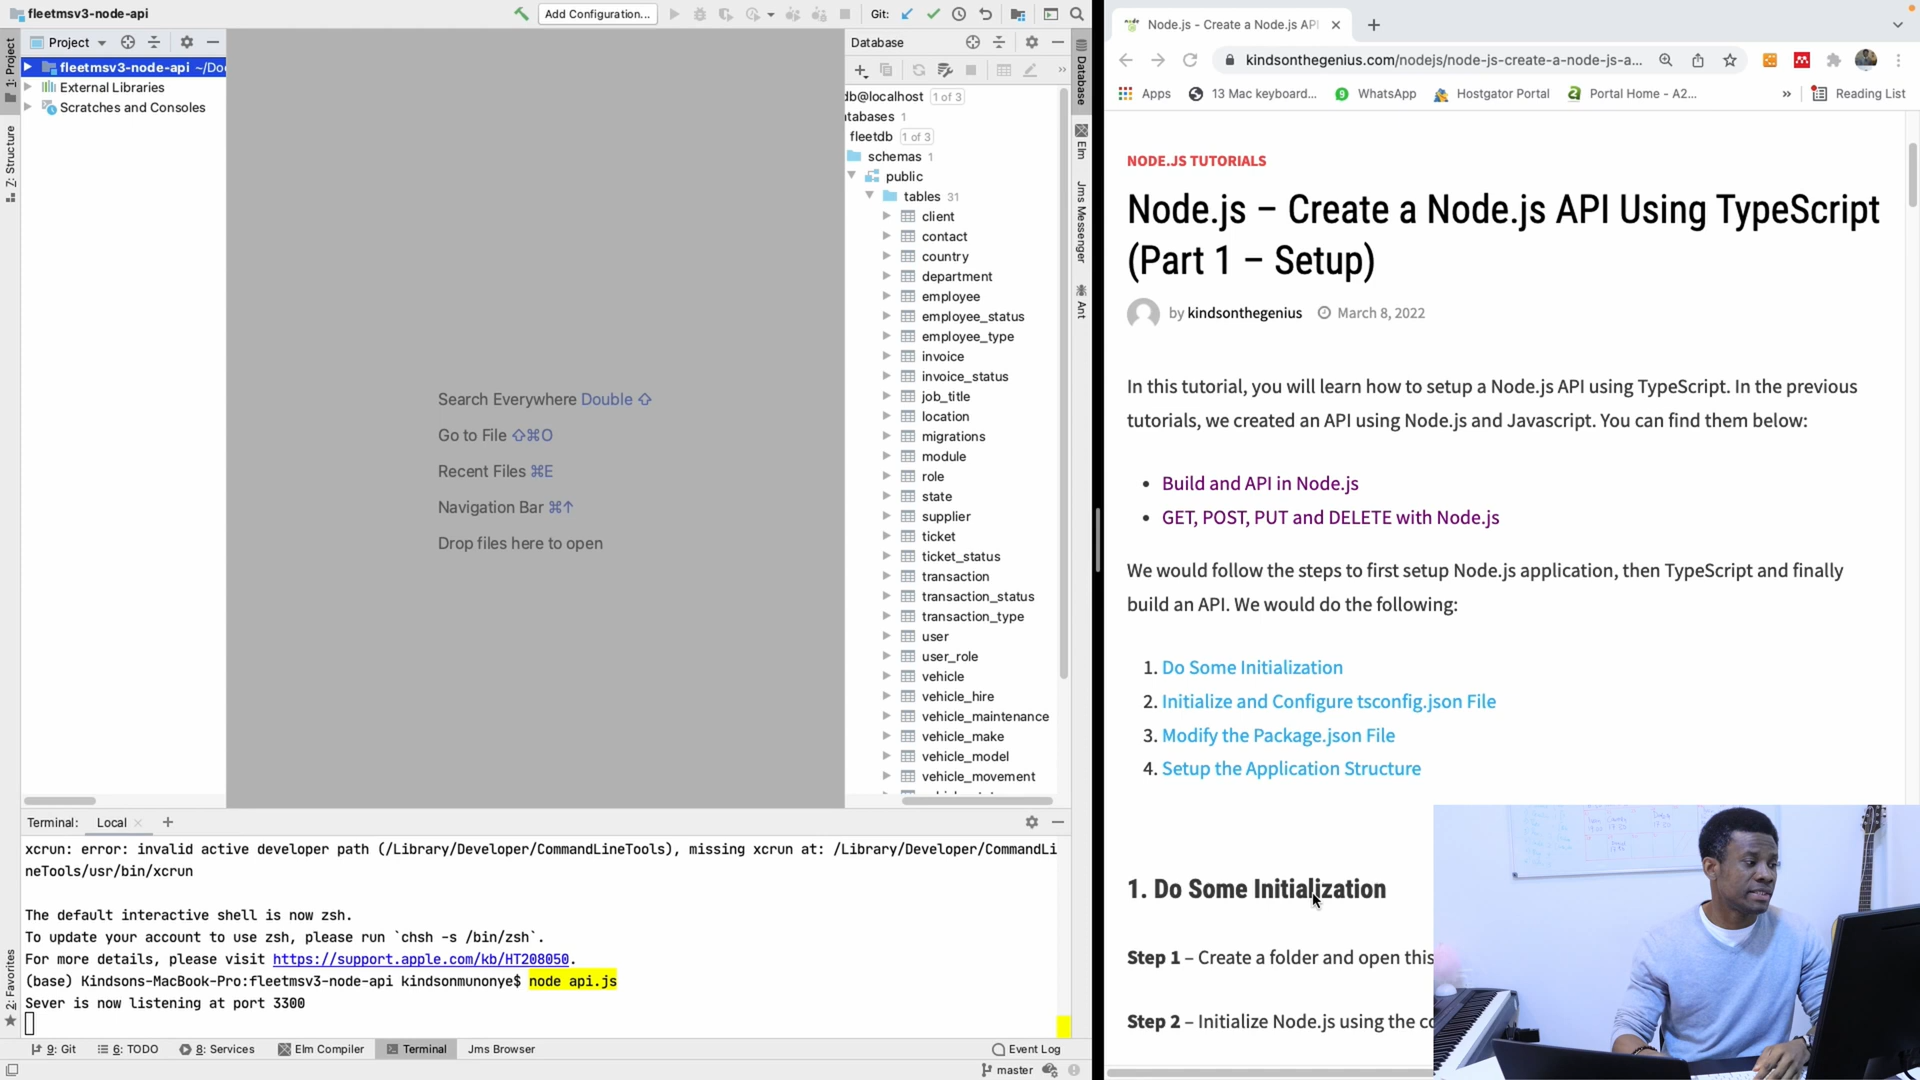 fleetmsv3-node-api
Add Configuration...
Git:
Project
1: Project
Z: Structure
2: Favorites
fleetmsv3-node-api ~/Do
External Libraries
Scratches and Consoles
Search Everywhere Double ⇧
Go to File ⇧⌘O
Recent Files ⌘E
Navigation Bar ⌘↑
Drop files here to open
Database
db@localhost 1 of 3
tabases 1
fleetdb 1 of 3
schemas 1
public
tables 31
client
contact
country
department
employee
employee_status
employee_type
invoice
invoice_status
job_title
location
migrations
module
role
state
supplier
ticket
ticket_status
transaction
transaction_status
transaction_type
user
user_role
vehicle
vehicle_hire
vehicle_maintenance
vehicle_make
vehicle_model
vehicle_movement
Database
Elm
Jms Messenger
Ant
Terminal: Local
xcrun: error: invalid active developer path (/Library/Developer/CommandLineTools), missing xcrun at: /Library/Developer/CommandLi
neTools/usr/bin/xcrun
The default interactive shell is now zsh.
To update your account to use zsh, please run `chsh -s /bin/zsh`.
For more details, please visit https://support.apple.com/kb/HT208050.
(base) Kindsons-MacBook-Pro:fleetmsv3-node-api kindsonmunonye$ node api.js
Sever is now listening at port 3300
9: Git
6: TODO
8: Services
Elm Compiler
Terminal
Jms Browser
Event Log
master
Node.js - Create a Node.js API
kindsonthegenius.com/nodejs/node-js-create-a-node-js-a...
Apps
13 Mac keyboard...
WhatsApp
Hostgator Portal
Portal Home - A2...
»
Reading List
NODE.JS TUTORIALS
Node.js – Create a Node.js API Using TypeScript
(Part 1 – Setup)
by kindsonthegenius March 8, 2022
In this tutorial, you will learn how to setup a Node.js API using TypeScript. In the previous
tutorials, we created an API using Node.js and Javascript. You can find them below:
• Build and API in Node.js
• GET, POST, PUT and DELETE with Node.js
We would follow the steps to first setup Node.js application, then TypeScript and finally
build an API. We would do the following:
1. Do Some Initialization
2. Initialize and Configure tsconfig.json File
3. Modify the Package.json File
4. Setup the Application Structure
1. Do Some Initialization
Step 1 – Create a folder and open this
Step 2 – Initialize Node.js using the co